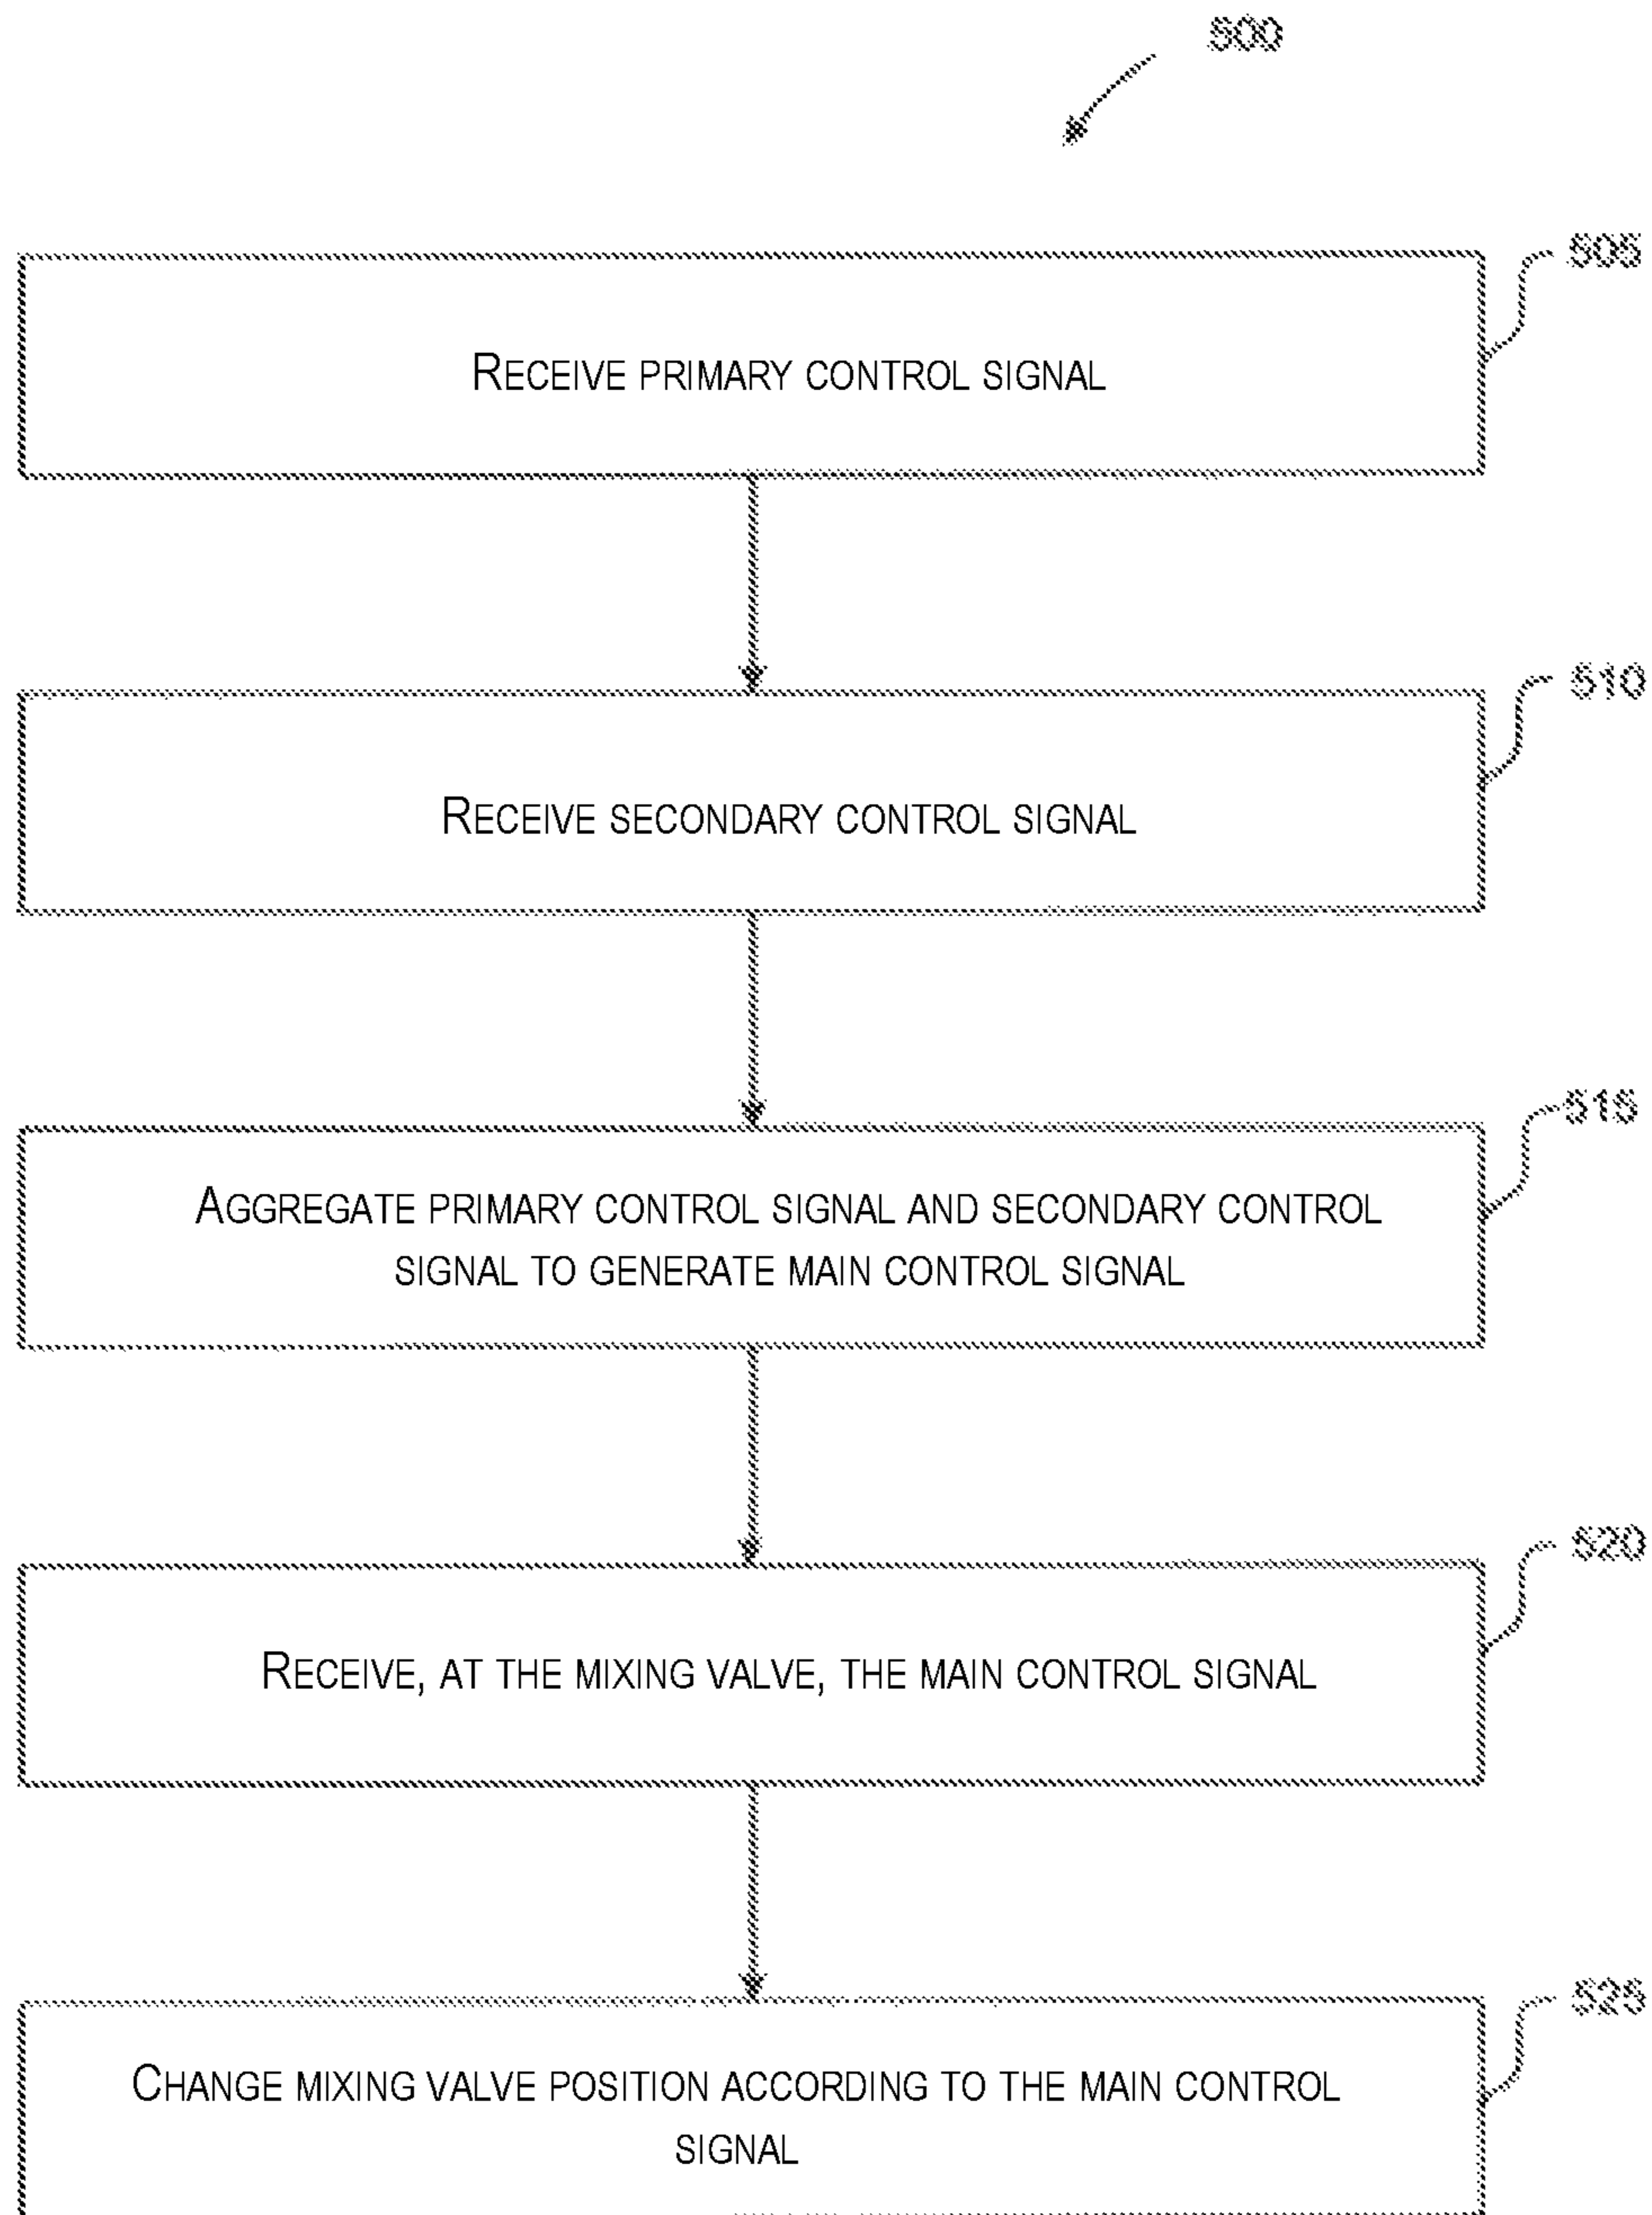 500
505
RECEIVE PRIMARY CONTROL SIGNAL
510
RECEIVE SECONDARY CONTROL SIGNAL
515
AGGREGATE PRIMARY CONTROL SIGNAL AND SECONDARY CONTROL
SIGNAL TO GENERATE MAIN CONTROL SIGNAL
520
RECEIVE, AT THE MIXING VALVE, THE MAIN CONTROL SIGNAL
525
CHANGE MIXING VALVE POSITION ACCORDING TO THE MAIN CONTROL
SIGNAL